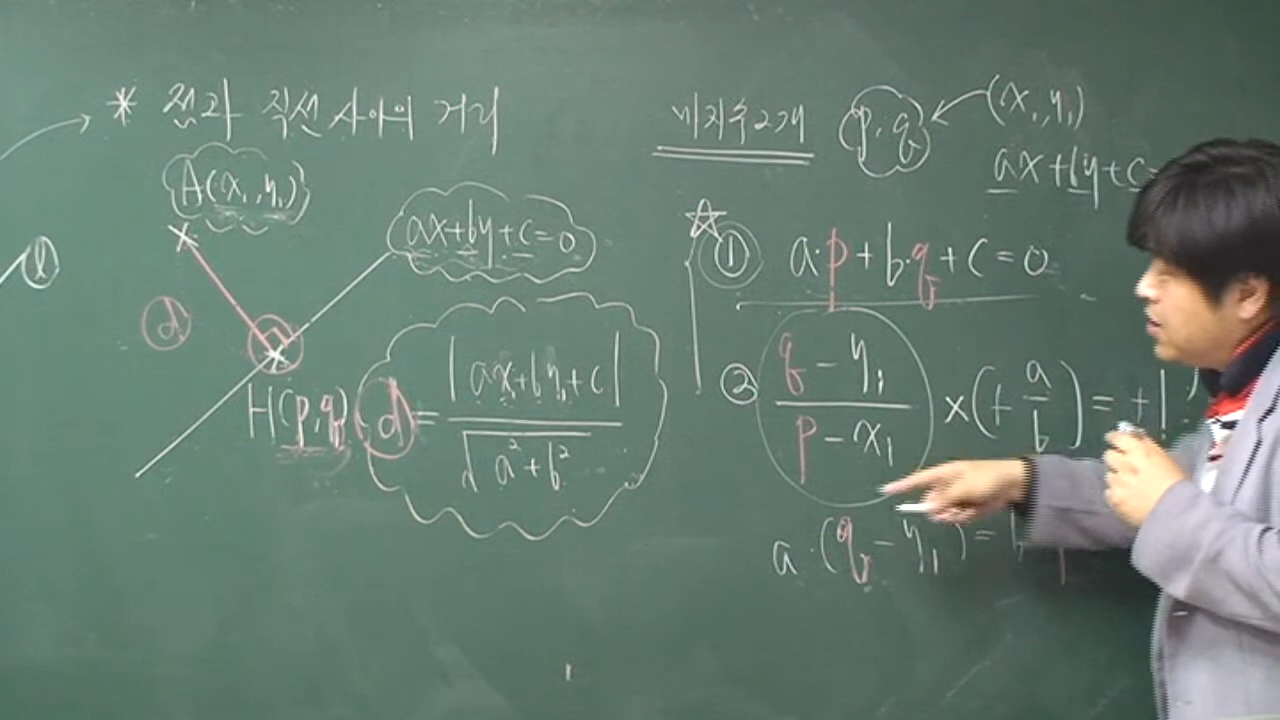 * 점과 직선 사이의 거리
A(x₁,y₁)
ax+by+c=0
ℓ
d
H(p,q)
d = |ax₁+by₁+c| / √a²+b²
미지수 2개 p,q (x₁,y₁)
ax+by+c=
☆ ① a·p+b·q+c=0
② q-y₁ / p-x₁ ×(+ a/b)=+1
a·(q-y₁)=b